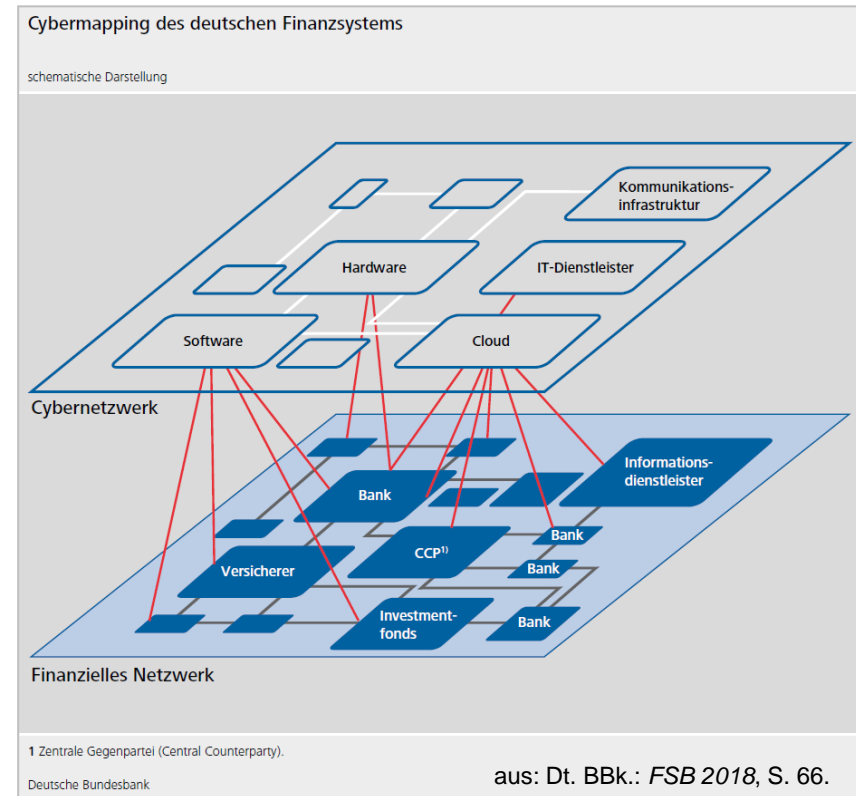 Cybermapping des deutschen Finanzsystems
schematische Darstellung
Kommunikations-
infrastruktur
Hardware
IT-Dienstleister
Software
Cloud
Cybernetzwerk
Informations-
dienstleister
Bank
Bank
CCP¹⁾
Bank
Versicherer
Investment-
fonds
Bank
Finanzielles Netzwerk
1 Zentrale Gegenpartei (Central Counterparty).
Deutsche Bundesbank
aus: Dt. BBk.: FSB 2018, S. 66.